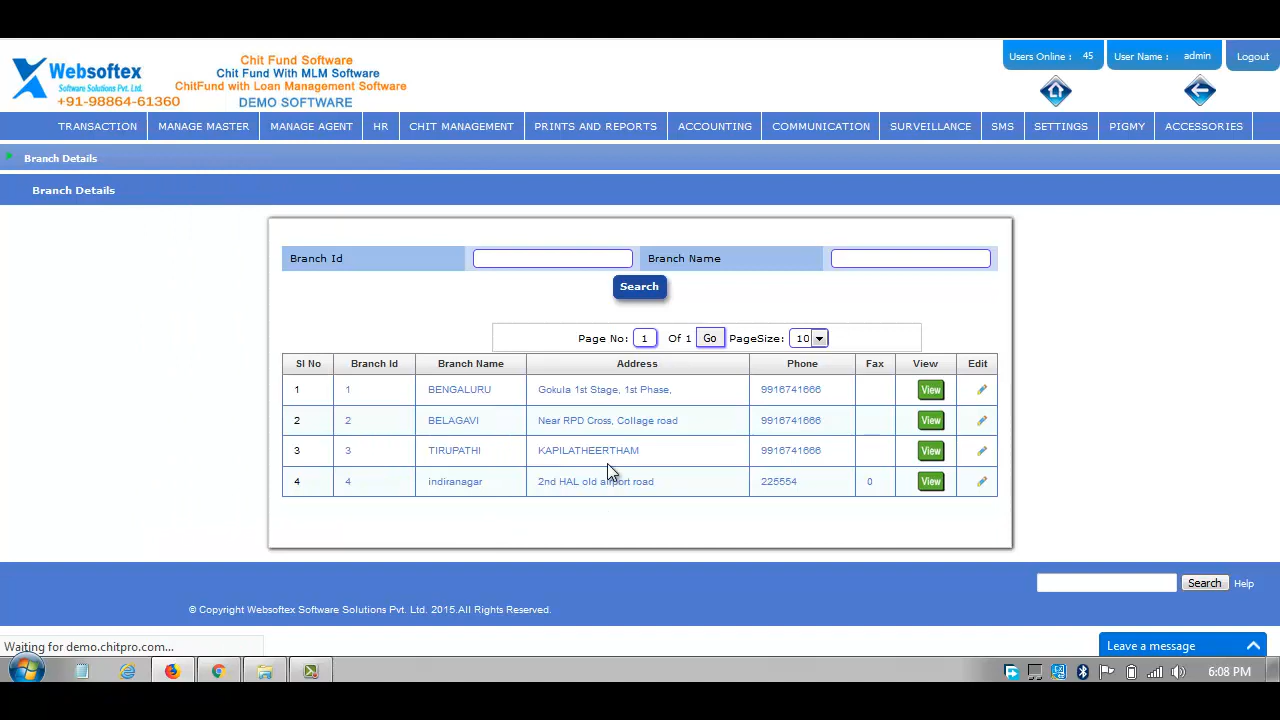 Websoftex
Software Solutions Pvt. Ltd.
+91-98864-61360
Chit Fund Software
Chit Fund With MLM Software
ChitFund with Loan Management Software
DEMO SOFTWARE
Users Online : 45
User Name : admin
Logout
TRANSACTION MANAGE MASTER MANAGE AGENT HR CHIT MANAGEMENT PRINTS AND REPORTS ACCOUNTING COMMUNICATION SURVEILLANCE SMS SETTINGS PIGMY ACCESSORIES
Branch Details
Branch Details
Branch Id Branch Name
Search
Page No: 1 Of 1 Go PageSize: 10
Sl No Branch Id Branch Name Address Phone Fax View Edit
1 1 BENGALURU Gokula 1st Stage, 1st Phase, 9916741666 View
2 2 BELAGAVI Near RPD Cross, Collage road 9916741666 View
3 3 TIRUPATHI KAPILATHEERTHAM 9916741666 View
4 4 indiranagar 2nd HAL old airport road 225554 0 View
Search Help
© Copyright Websoftex Software Solutions Pvt. Ltd. 2015.All Rights Reserved.
Waiting for demo.chitpro.com...
Leave a message
6:08 PM